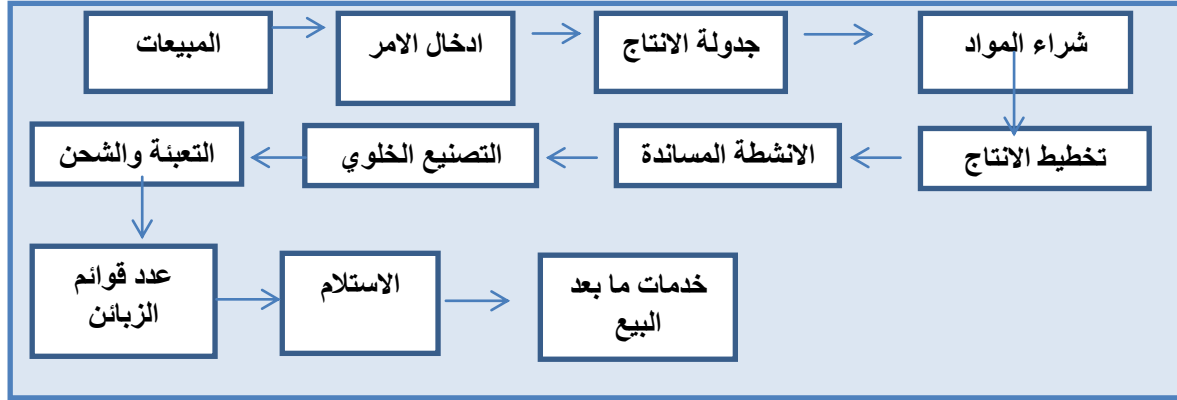 المبيعات
ادخال الامر
جدولة الانتاج
شراء المواد
تخطيط الانتاج
الانشطة المساندة
التصنيع الخلوي
التعبئة والشحن
عدد قوائم
الزبائن
الاستلام
خدمات ما بعد
البيع